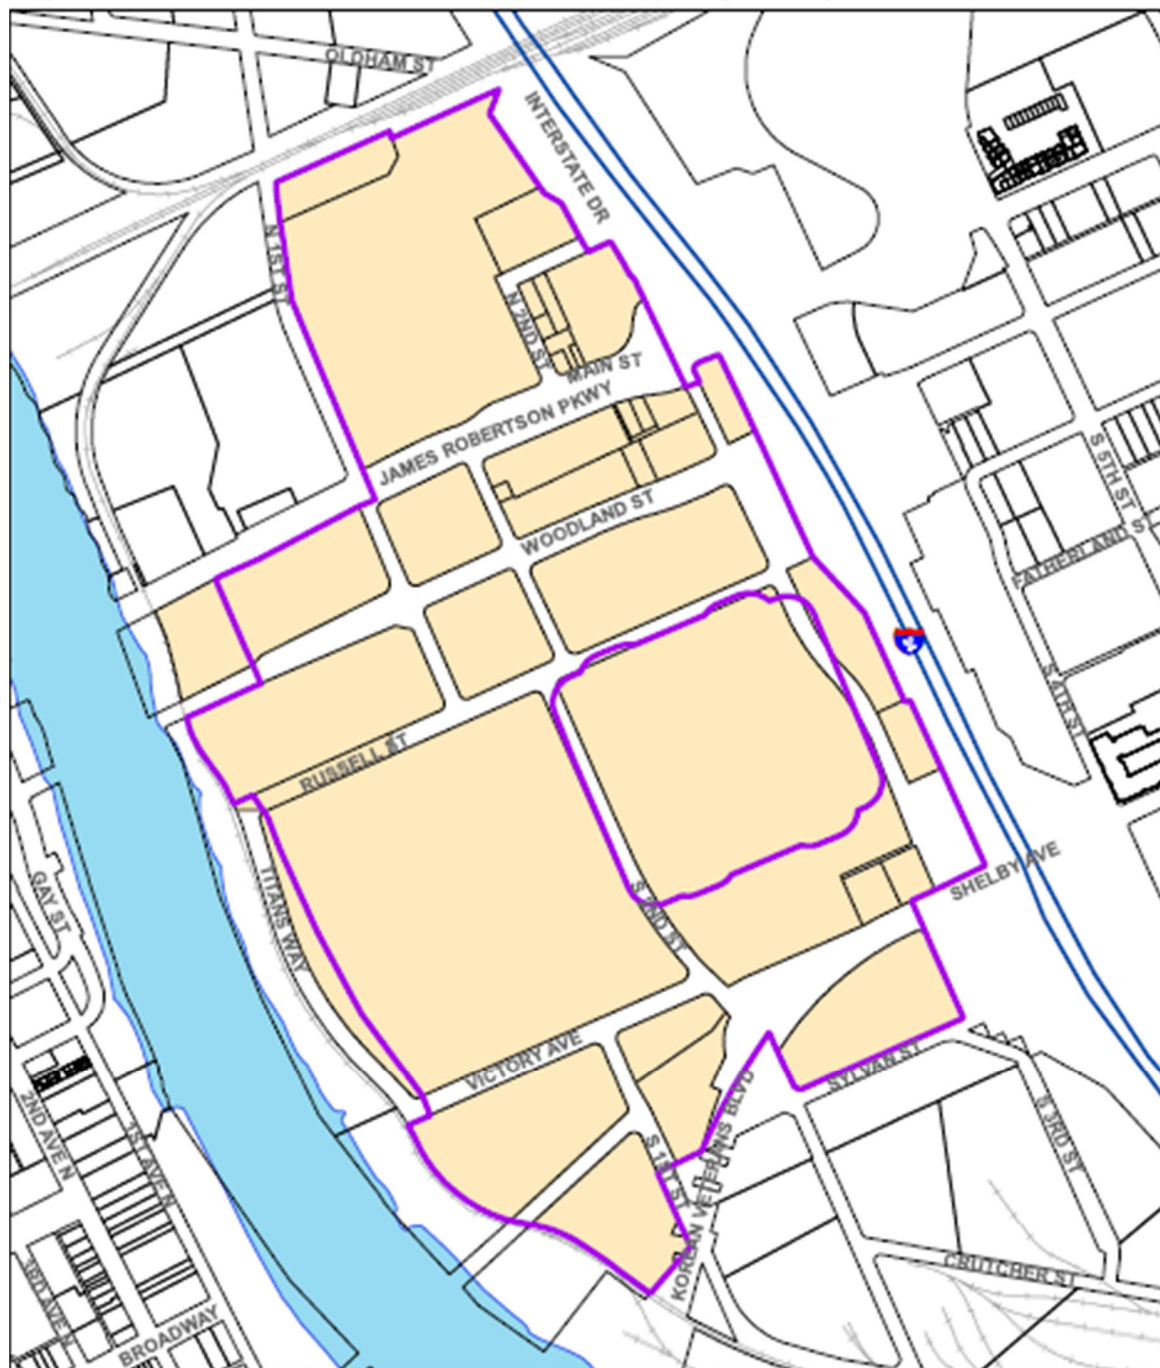 OLDHAM ST
INTERSTATE DR
N 1ST ST
N 2ND ST
MAIN ST
JAMES ROBERTSON PKWY
WOODLAND ST
S 5TH ST
FATHERLAND ST
S 4TH ST
RUSSELL ST
TITANS WAY
GAY ST
S 2ND ST
SHELBY AVE
VICTORY AVE
SYLVAN ST
2ND AVE N
1ST AVE N
S 1ST ST
KOREAN VETERANS BLVD
S 3RD ST
3RD AVE N
CRUTCHER ST
BROADWAY